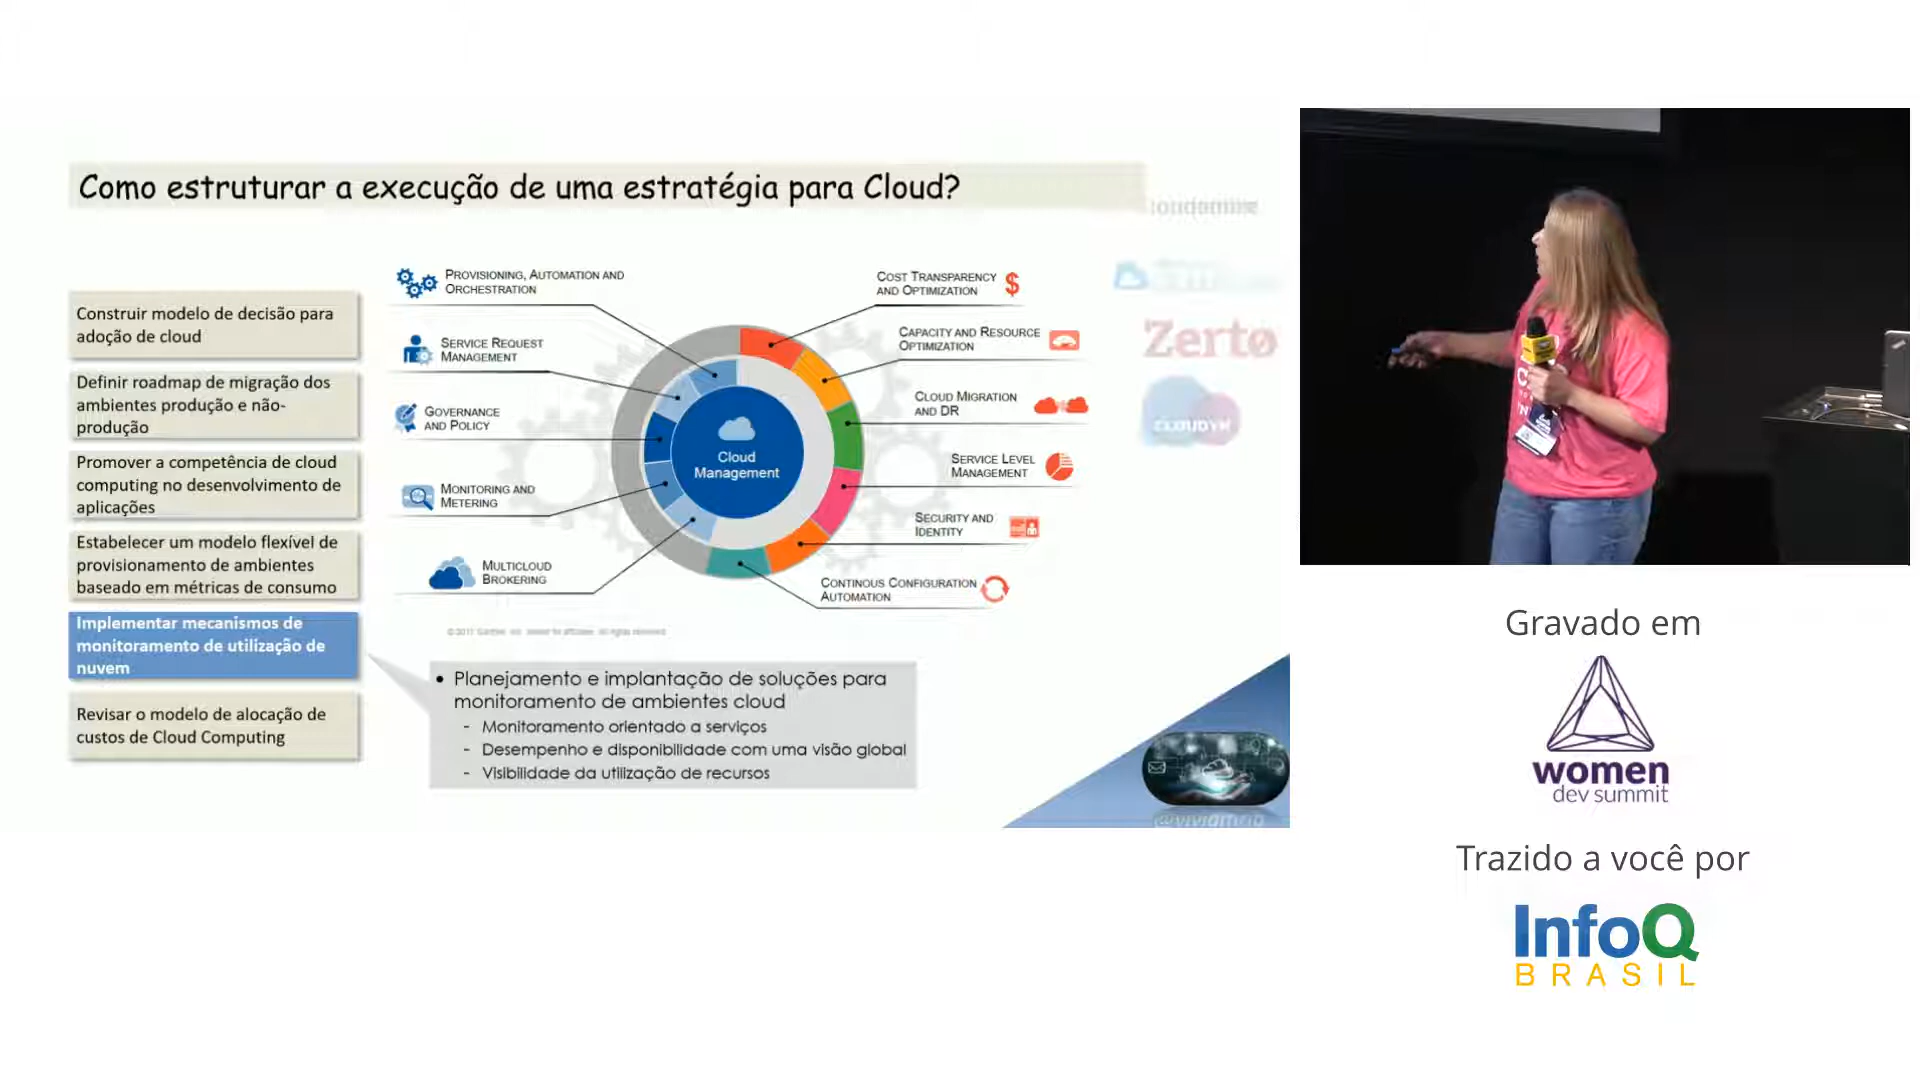 Como estruturar a execução de uma estratégia para Cloud?
Construir modelo de decisão para
adoção de cloud
Definir roadmap de migração dos
ambientes produção e não-
produção
Promover a competência de cloud
computing no desenvolvimento de
aplicações
Estabelecer um modelo flexível de
provisionamento de ambientes
baseado em métricas de consumo
Implementar mecanismos de
monitoramento de utilização de
nuvem
Revisar o modelo de alocação de
custos de Cloud Computing
PROVISIONING, AUTOMATION AND
ORCHESTRATION
SERVICE REQUEST
MANAGEMENT
GOVERNANCE
AND POLICY
MONITORING AND
METERING
MULTICLOUD
BROKERING
Cloud
Management
COST TRANSPARENCY
AND OPTIMIZATION
$
CAPACITY AND RESOURCE
OPTIMIZATION
CLOUD MIGRATION
AND DR
SERVICE LEVEL
MANAGEMENT
SECURITY AND
IDENTITY
CONTINOUS CONFIGURATION
AUTOMATION
Zerto
CLOUDYN
• Planejamento e implantação de soluções para
monitoramento de ambientes cloud
- Monitoramento orientado a serviços
- Desempenho e disponibilidade com uma visão global
- Visibilidade da utilização de recursos
Gravado em
women
dev summit
Trazido a você por
InfoQ
BRASIL